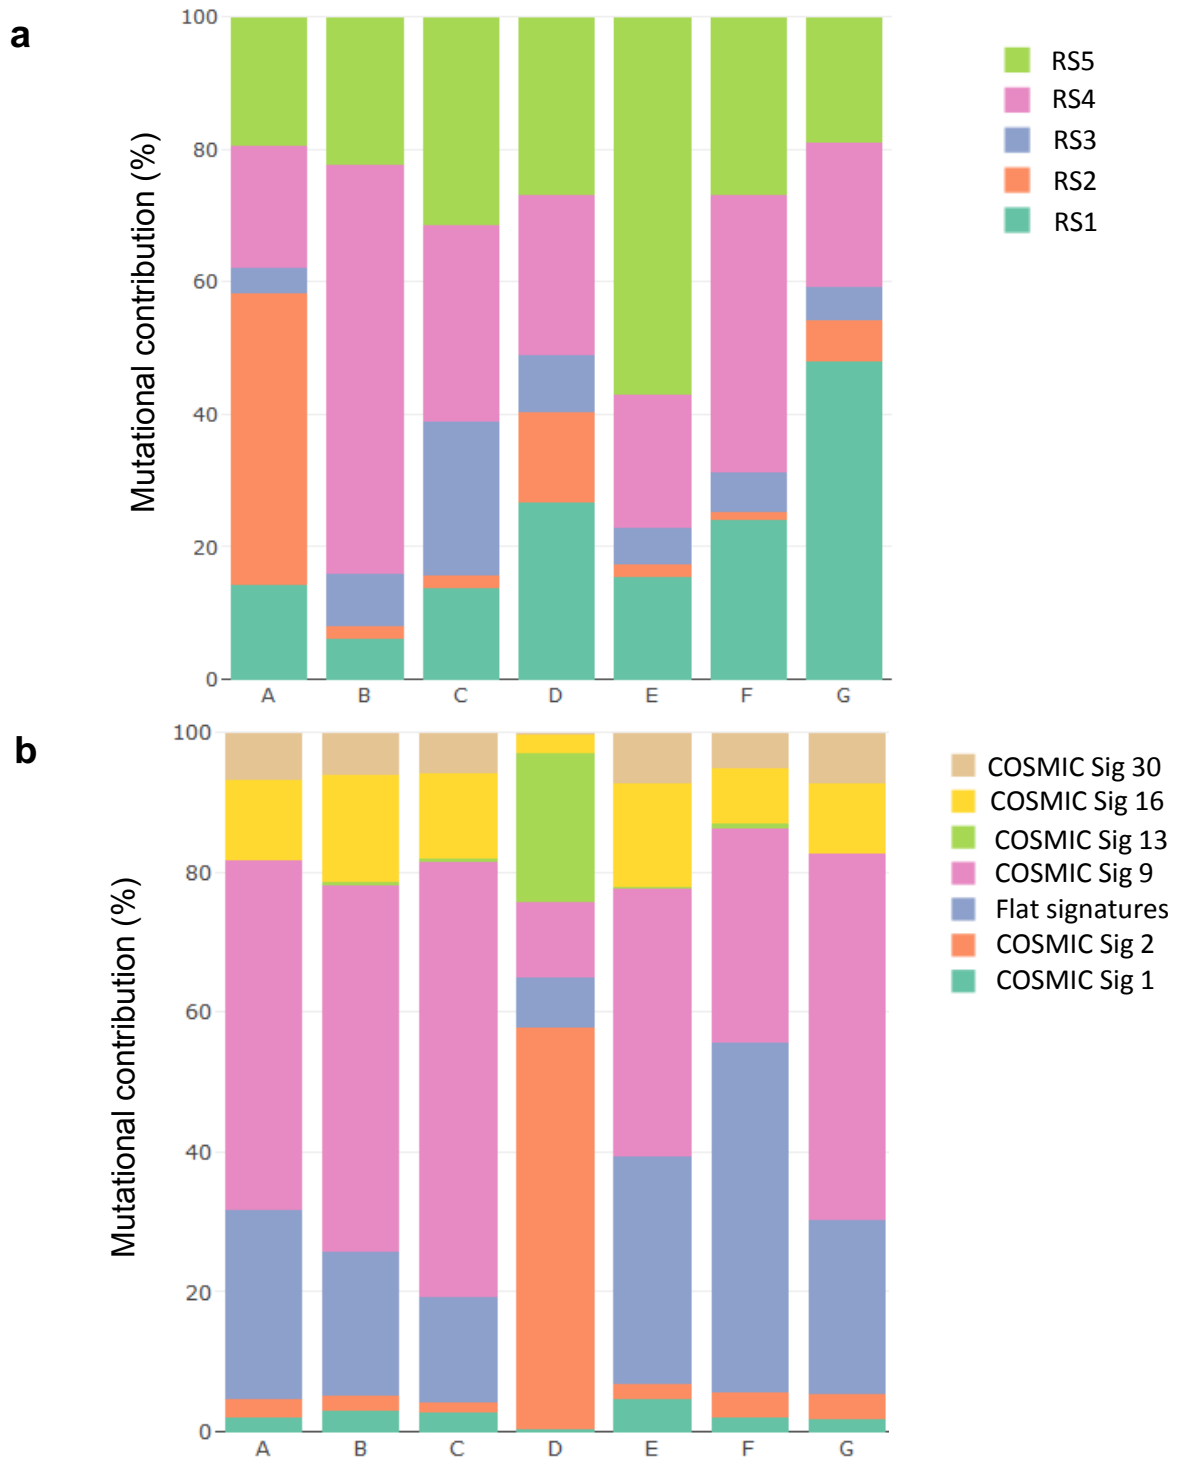 a
Mutational contribution (%)
100
80
60
40
20
0
A B C D E F G
RS5
RS4
RS3
RS2
RS1
b
Mutational contribution (%)
100
80
60
40
20
0
A B C D E F G
COSMIC Sig 30
COSMIC Sig 16
COSMIC Sig 13
COSMIC Sig 9
Flat signatures
COSMIC Sig 2
COSMIC Sig 1